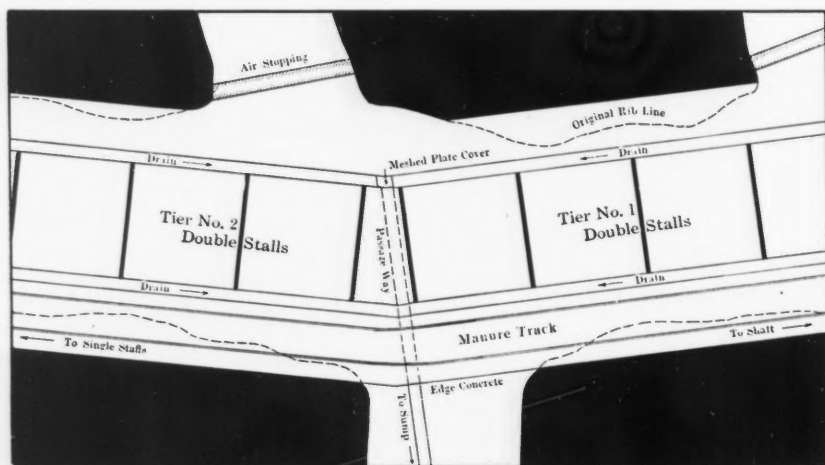 Air Stopping
Original Rib Line
Meshed Plate Cover
Drain
Drain
Tier No. 2
Double Stalls
Passage Way
Tier No. 1
Double Stalls
Drain
Drain
Manure Track
To Single Stalls
To Shaft
Edge Concrete
To Sump